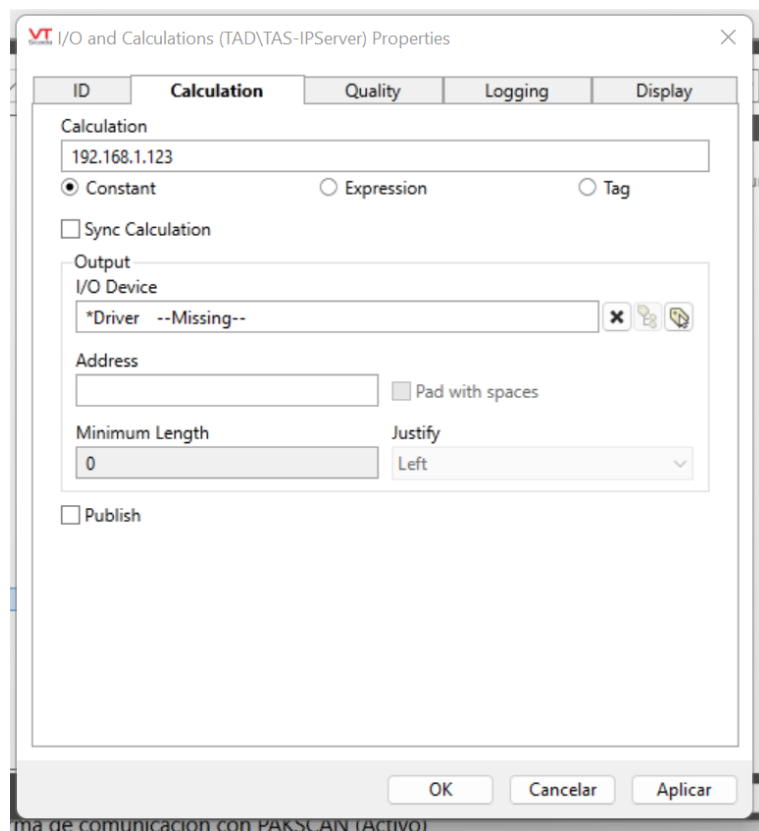 VT I/O and Calculations (TAD\TAS-IPServer) Properties
ID Calculation Quality Logging Display
Calculation
192.168.1.123
Constant Expression Tag
Sync Calculation
Output
I/O Device
*Driver --Missing--
Address
Pad with spaces
Minimum Length Justify
0 Left
Publish
OK Cancelar Aplicar
ma de comunicación con PAKSCAN (Activo)